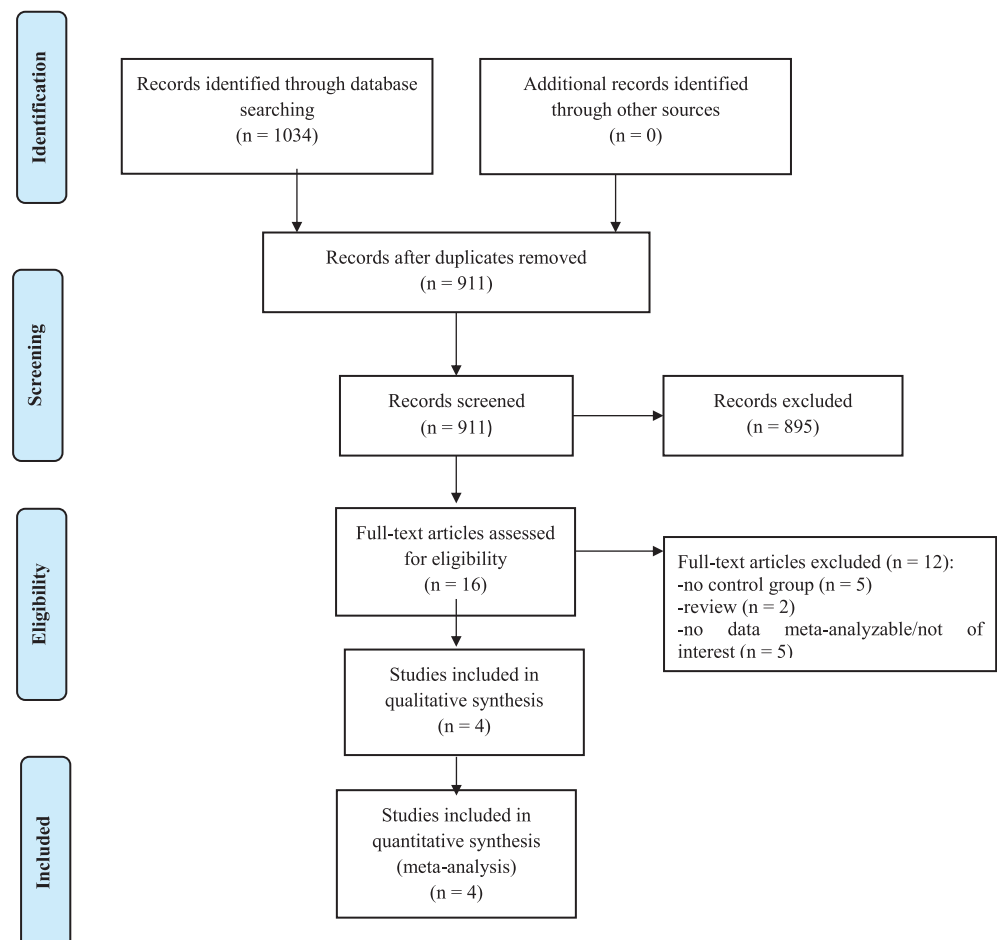 Identification
Records identified through database
searching
(n = 1034)
Additional records identified
through other sources
(n = 0)
Records after duplicates removed
(n = 911)
Screening
Records screened
(n = 911)
Records excluded
(n = 895)
Eligibility
Full-text articles assessed
for eligibility
(n = 16)
Full-text articles excluded (n = 12):
-no control group (n = 5)
-review (n = 2)
-no data meta-analyzable/not of
interest (n = 5)
Studies included in
qualitative synthesis
(n = 4)
Included
Studies included in
quantitative synthesis
(meta-analysis)
(n = 4)